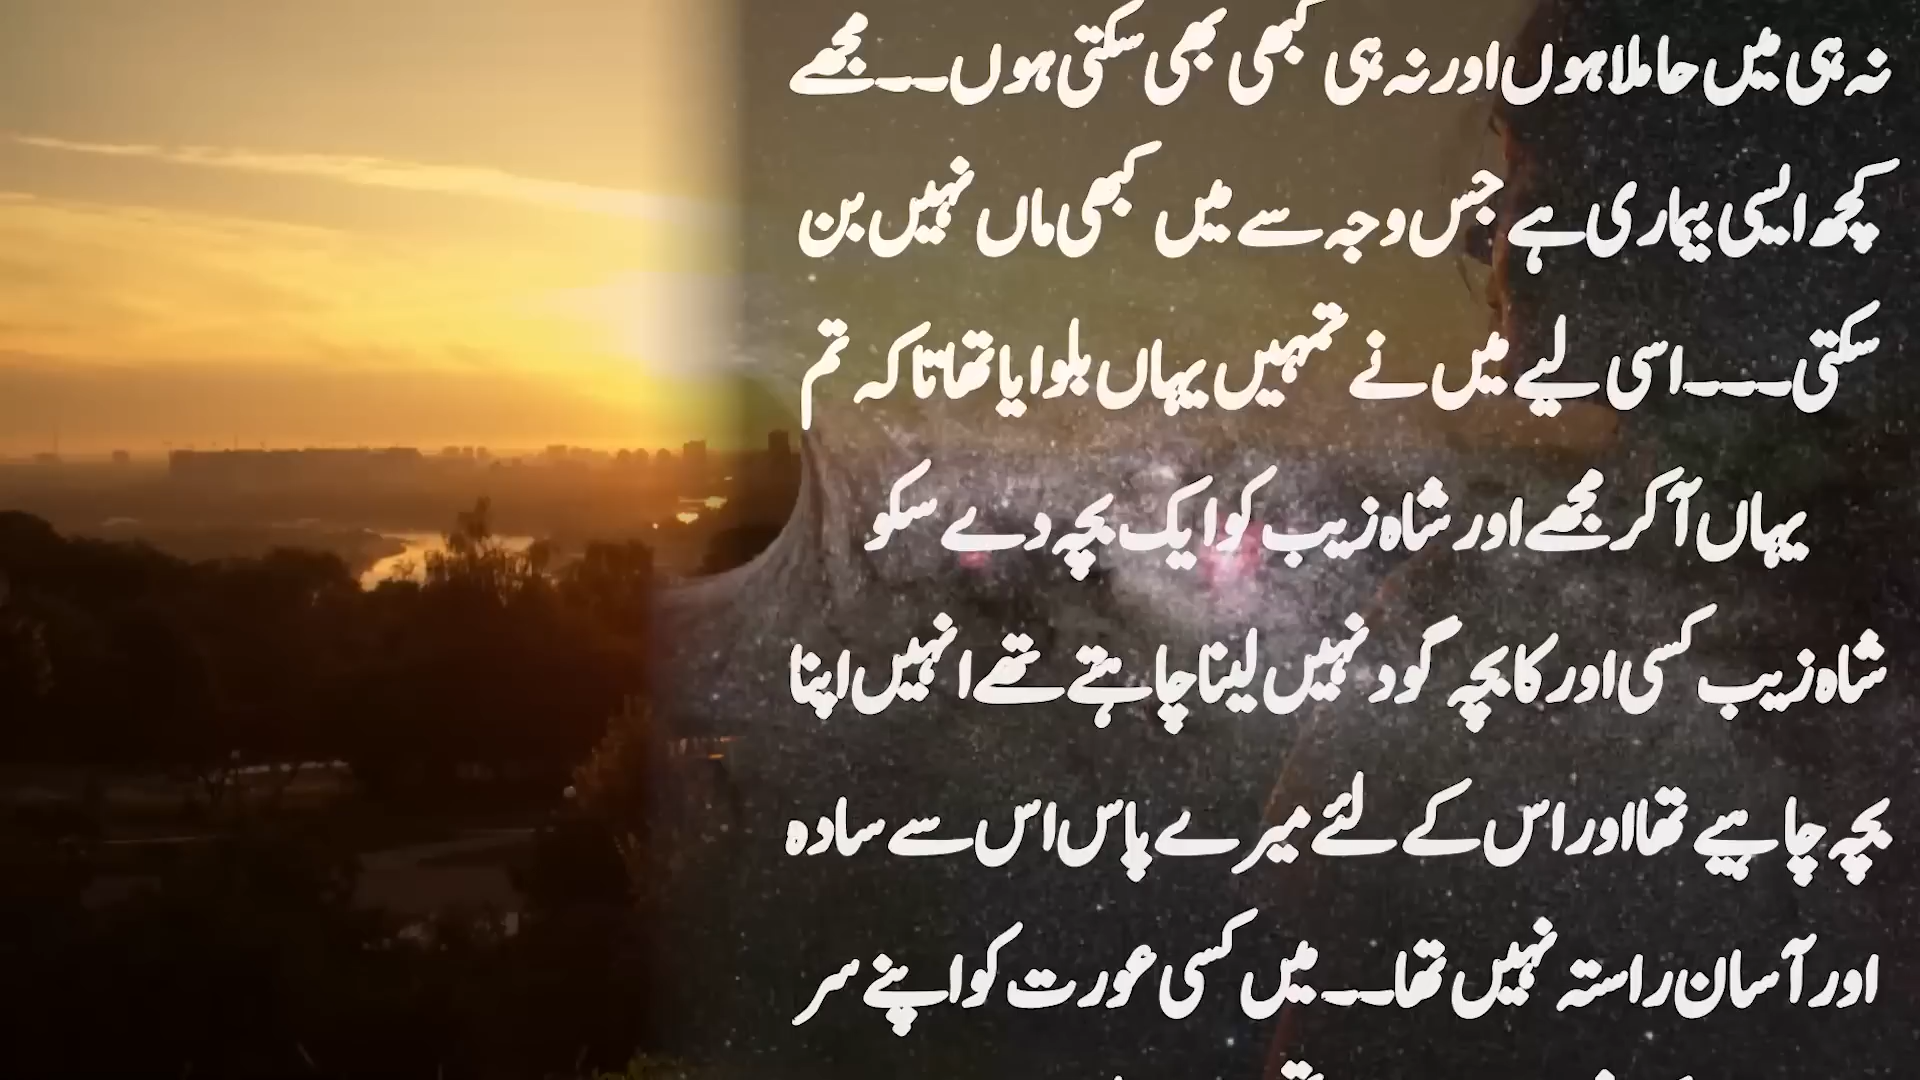 نہ ہی میں حاملا ہوں اور نہ ہی کبھی بھی سکتی ہوں۔۔ مجھے
کچھ ایسی بیماری ہے جس وجہ سے میں کبھی ماں نہیں بن
سکتی۔۔۔ اسی لیے میں نے تمہیں یہاں بلوایا تھا تا کہ تم
یہاں آ کر مجھے اور شاہ زیب کو ایک بچہ دے سکو
شاہ زیب کسی اور کا بچہ گود نہیں لینا چاہتے تھے انہیں اپنا
بچہ چاہیے تھا اور اس کے لئے میرے پاس اس سے سادہ
اور آسان راستہ نہیں تھا۔۔ میں کسی عورت کو اپنے سر